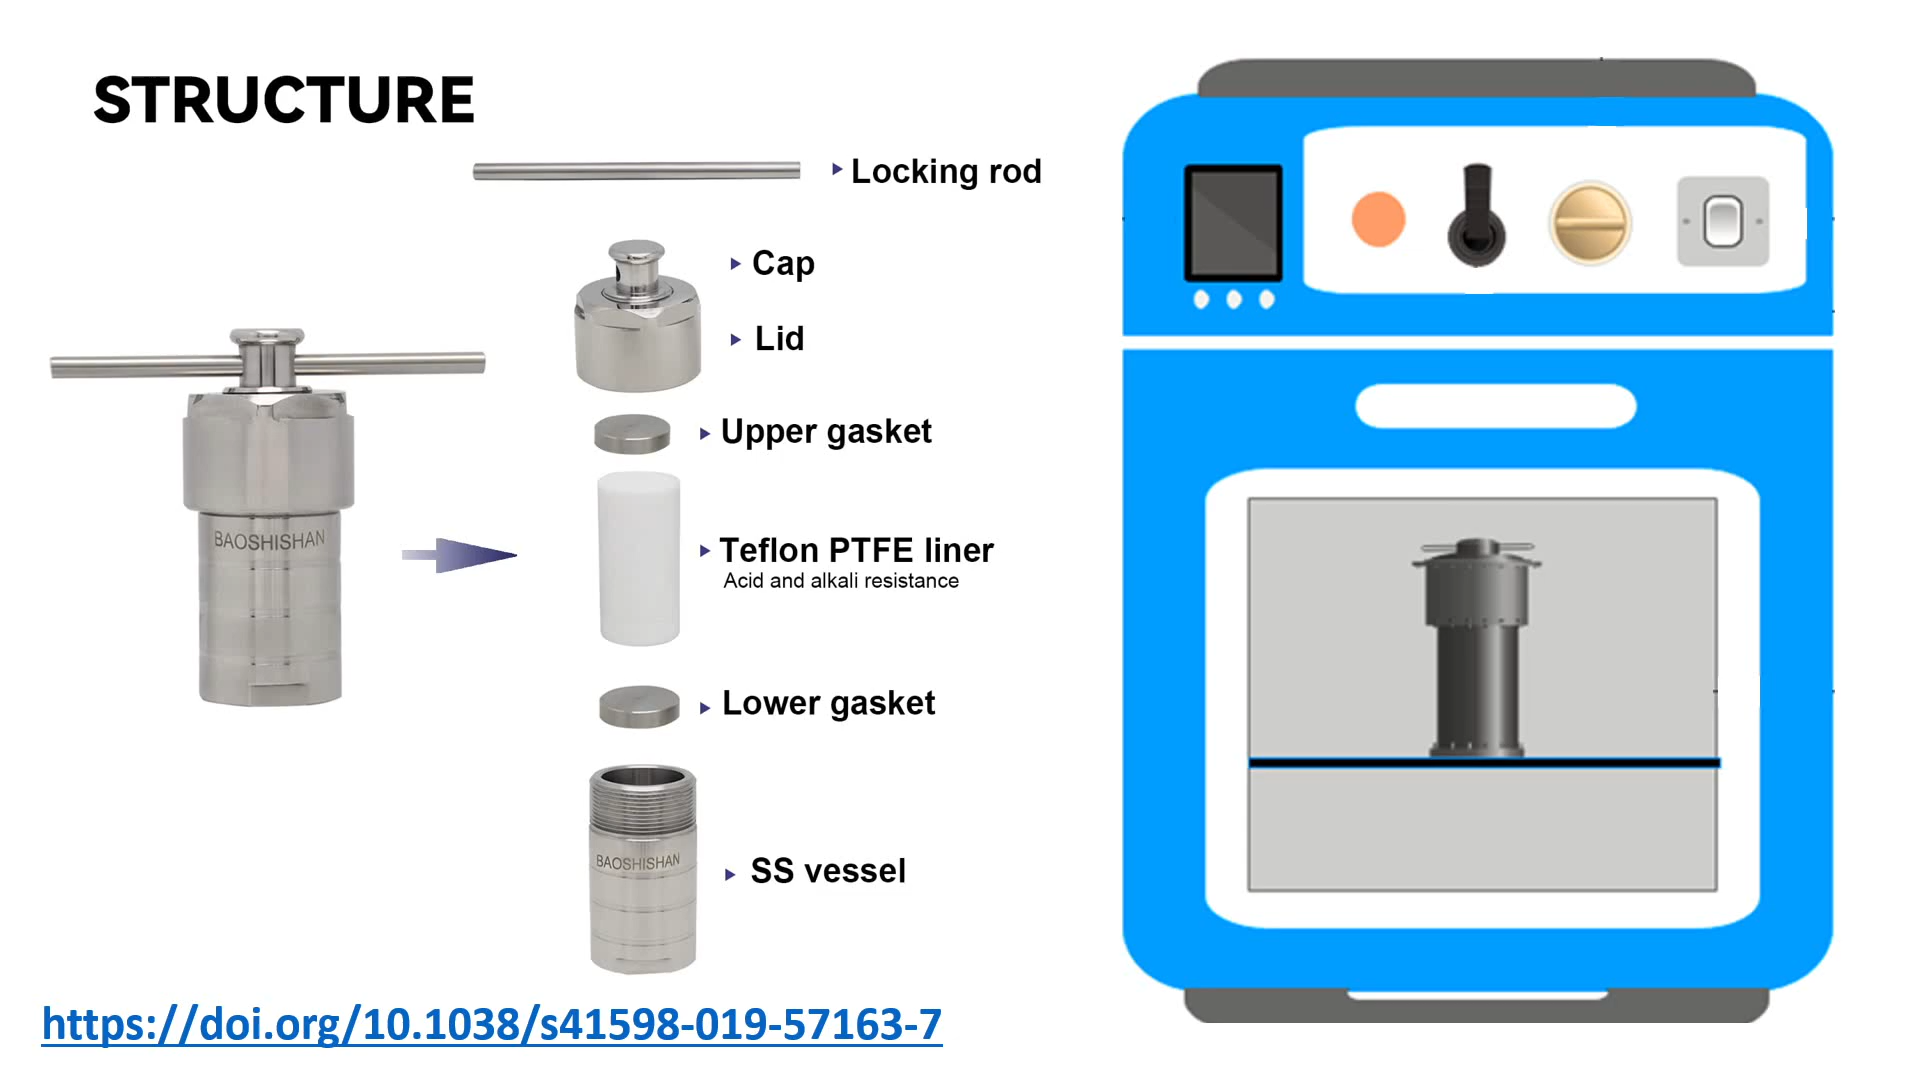 STRUCTURE
Locking rod
Cap
Lid
Upper gasket
BAOSHISHAN
Teflon PTFE liner
Acid and alkali resistance
Lower gasket
BAOSHISHAN
SS vessel
https://doi.org/10.1038/s41598-019-57163-7